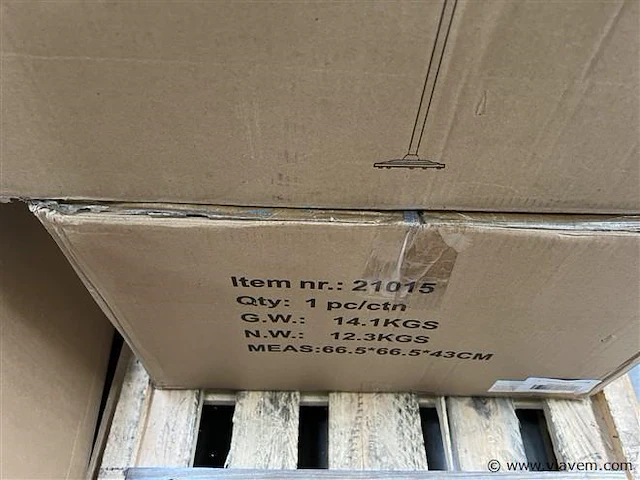 Item nr.: 21015
Qty: 1 pc/ctn
G.W.: 14.1KGS
N.W.: 12.3KGS
MEAS:66.5*66.5*43CM
© www.viavem.com